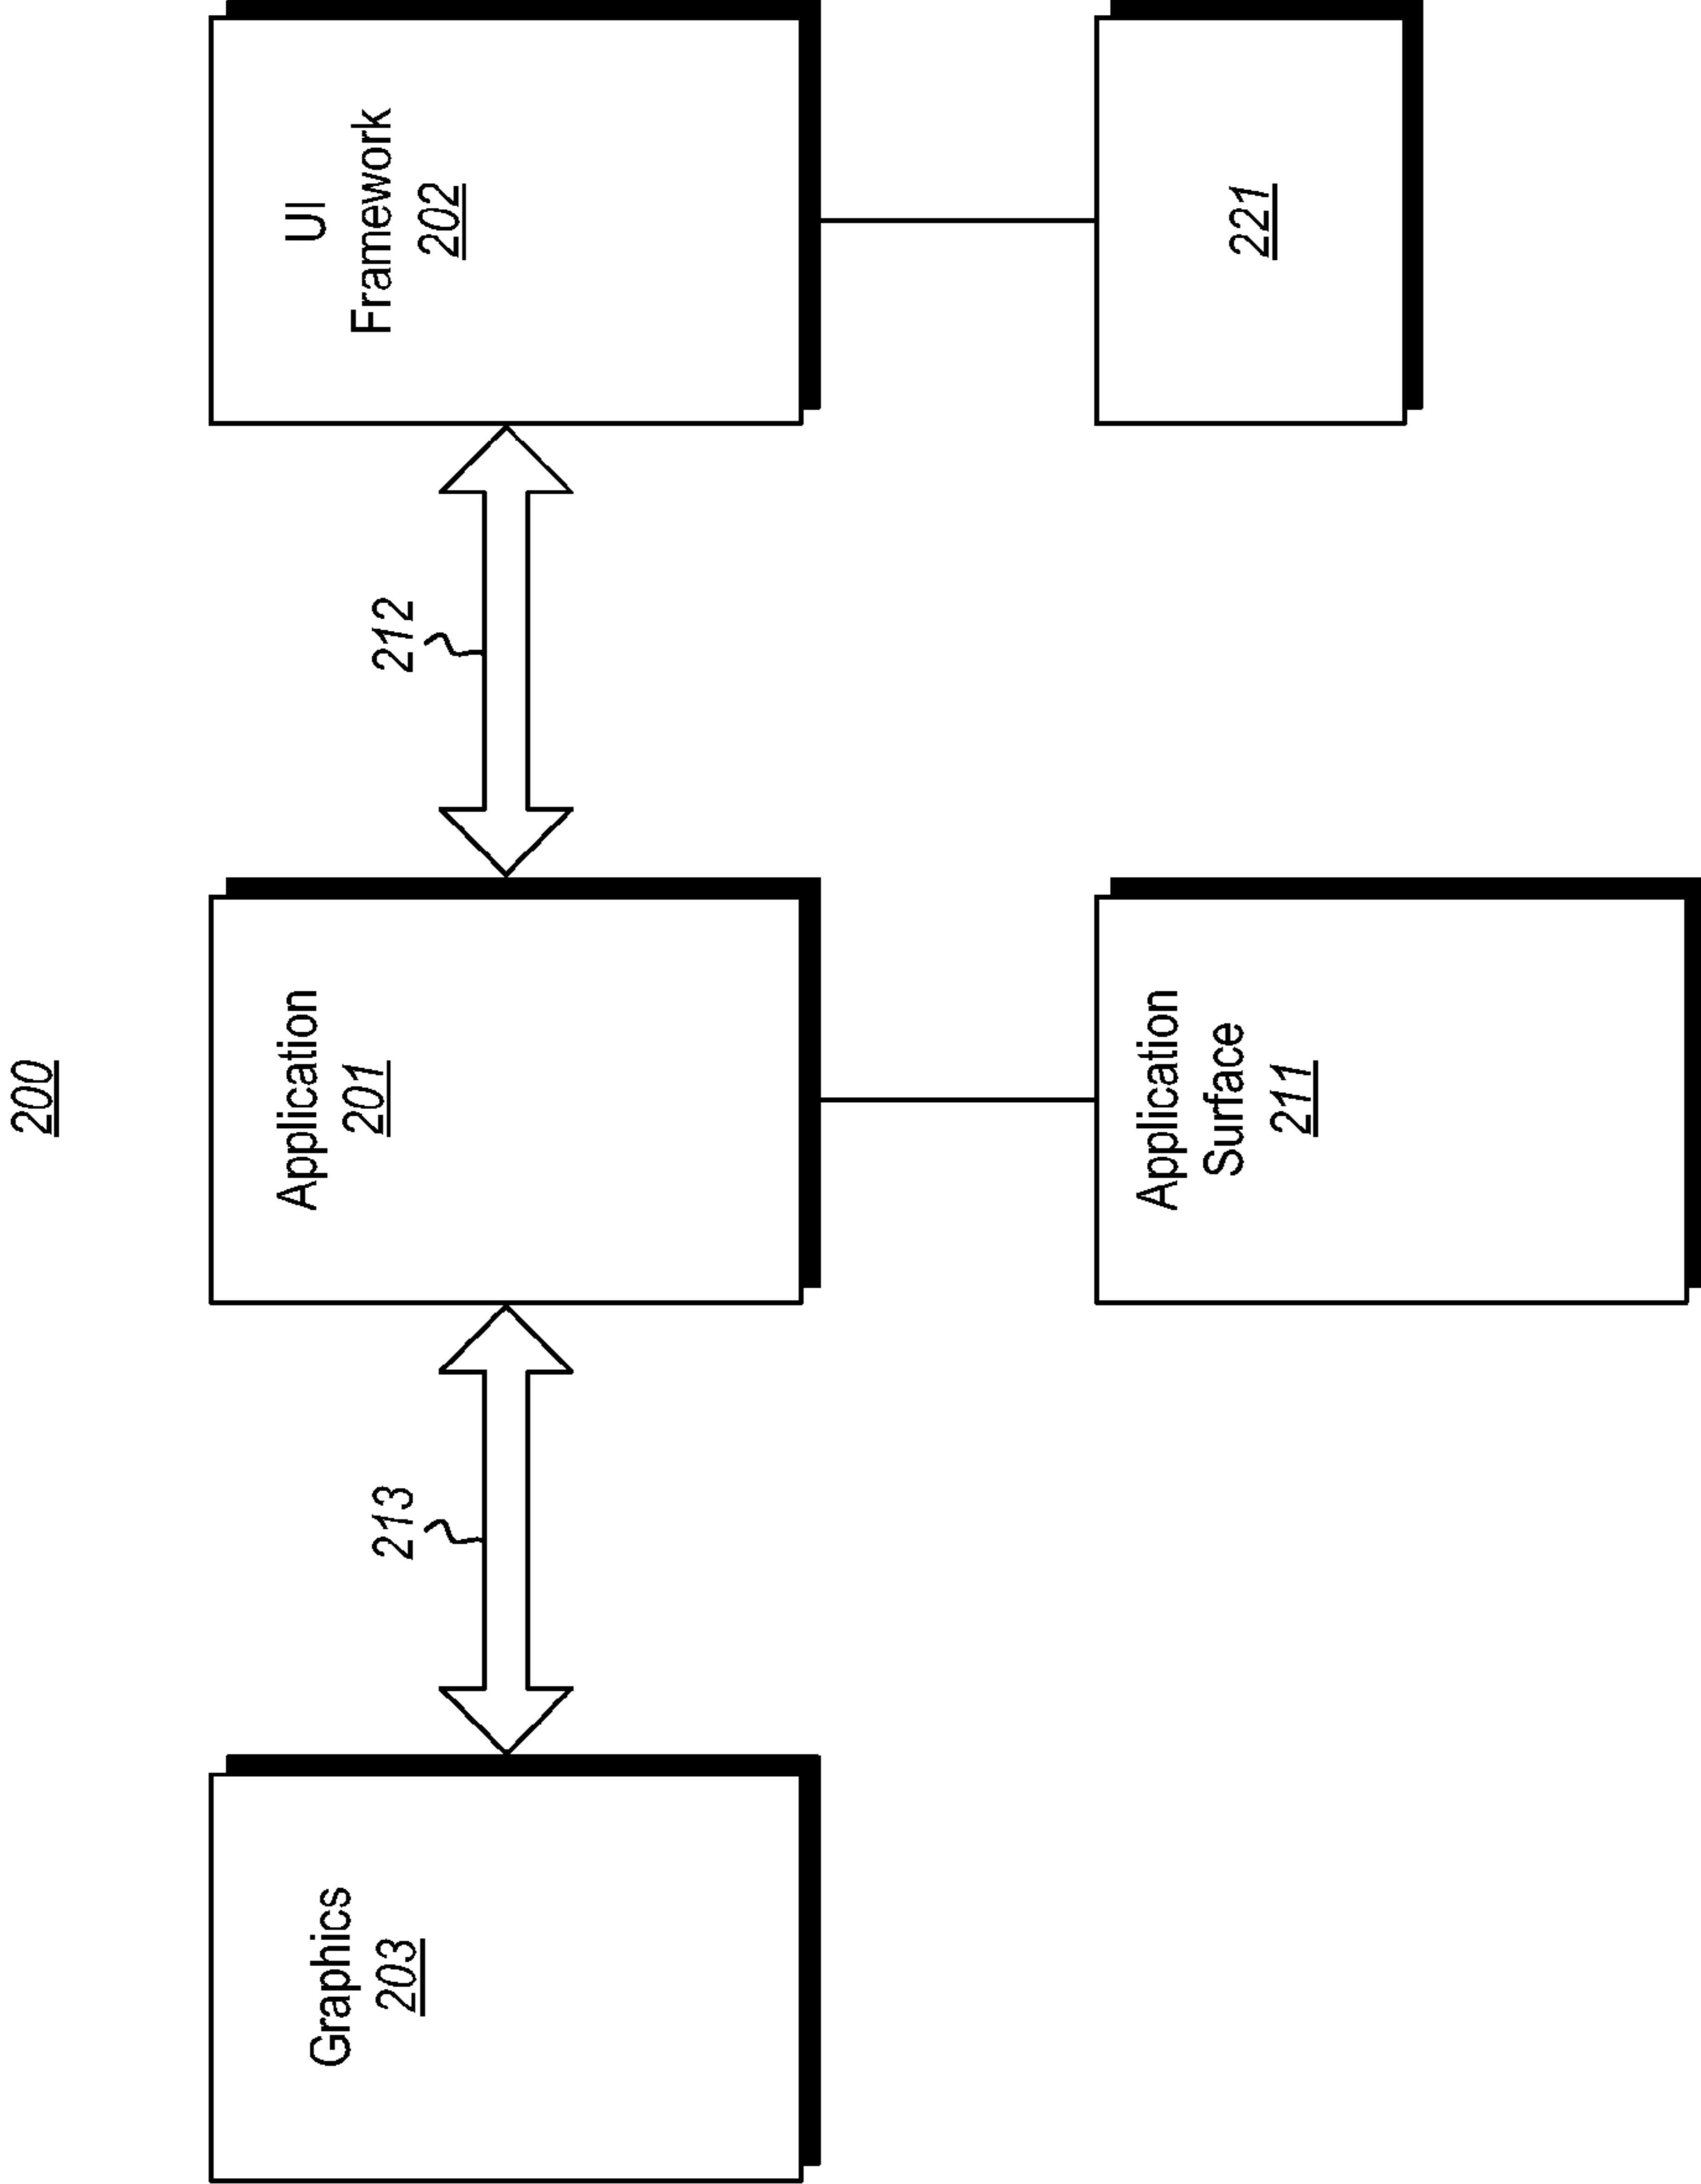 200
Graphics
203
213
Application
201
212
UI
Framework
202
Application
Surface
211
221